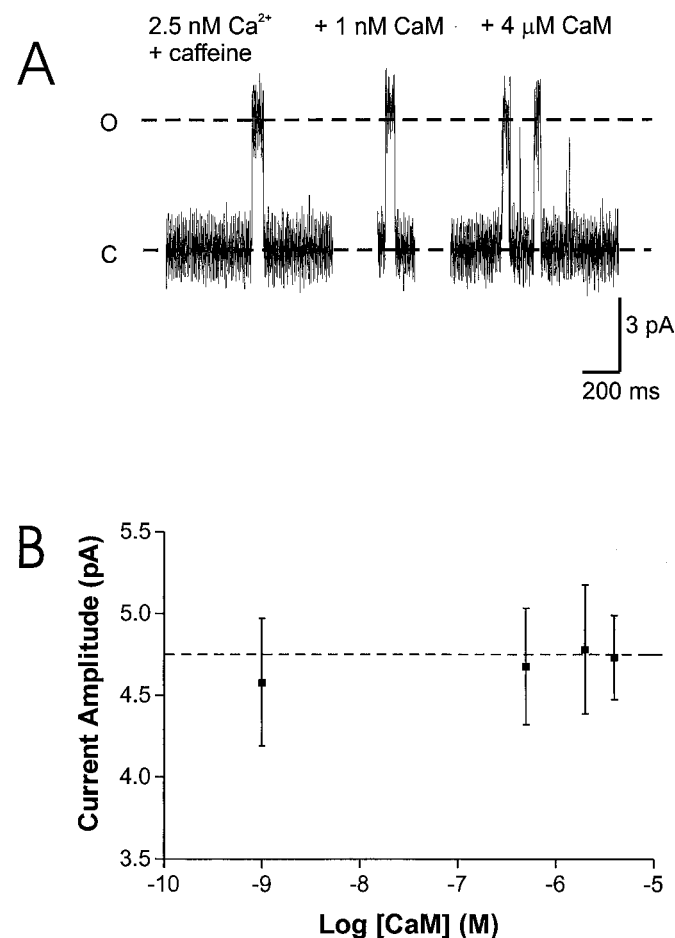 A
2.5 nM Ca²⁺ + 1 nM CaM + 4 µM CaM
+ caffeine
O
C
3 pA
200 ms
B
Current Amplitude (pA)
5.5
5.0
4.5
4.0
3.5
-10 -9 -8 -7 -6 -5
Log [CaM] (M)